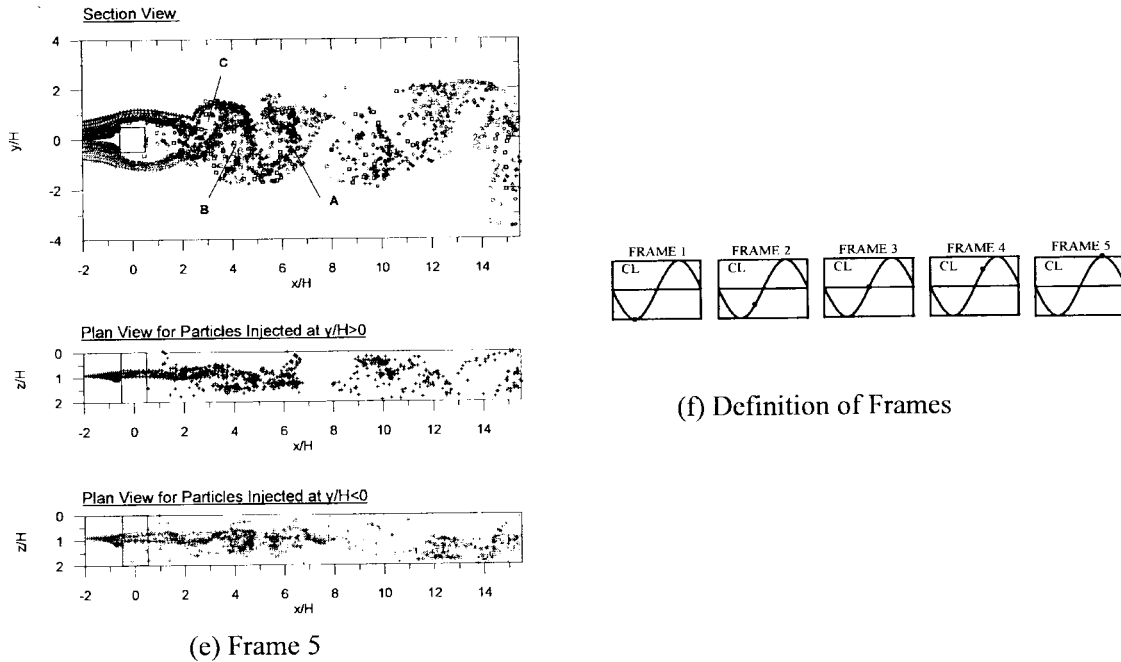 Section View
4
2
0
-2
-4
y/H
C
B
A
-2 0 2 4 6 8 10 12 14
x/H
Plan View for Particles Injected at y/H>0
0
1
2
z/H
-2 0 2 4 6 8 10 12 14
x/H
Plan View for Particles Injected at y/H<0
0
1
2
z/H
-2 0 2 4 6 8 10 12 14
x/H
(e) Frame 5
FRAME 1 FRAME 2 FRAME 3 FRAME 4 FRAME 5
CL CL CL CL CL
(f) Definition of Frames